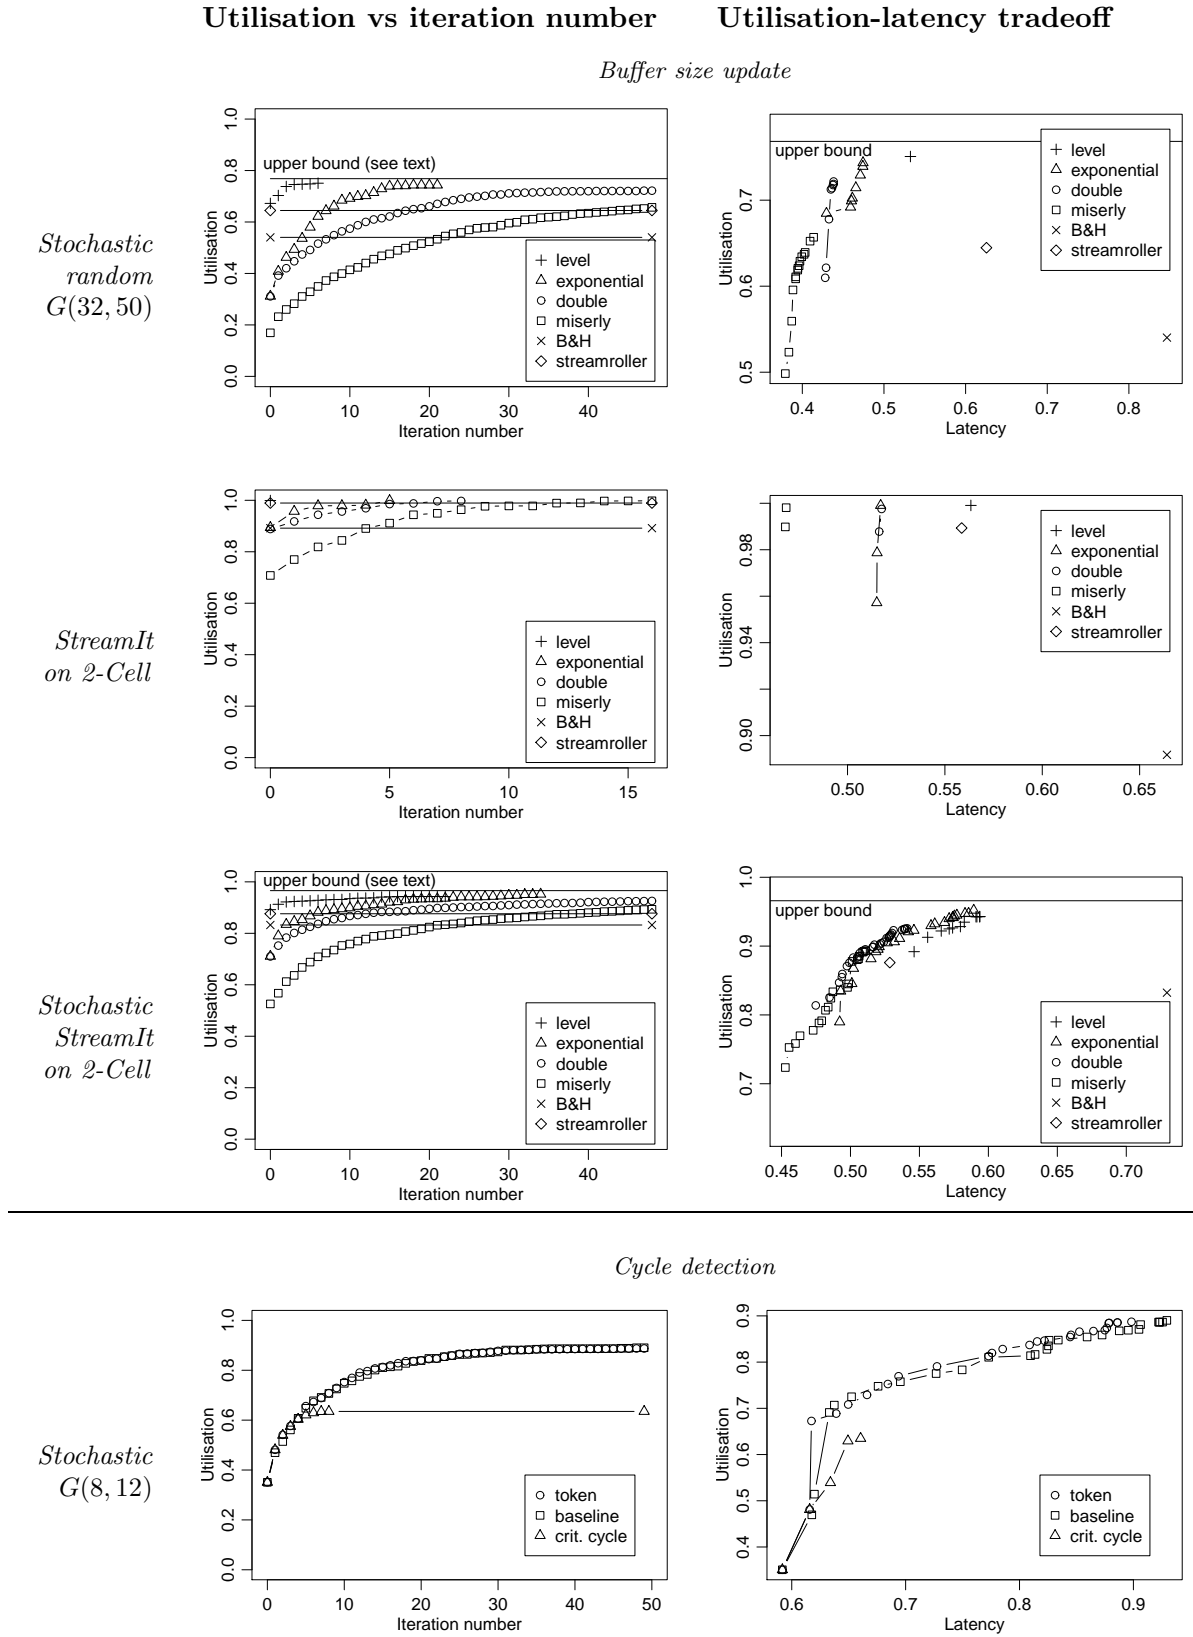 Utilisation vs iteration number
Utilisation-latency tradeoff
Buffer size update
Stochastic
random
G(32, 50)
Utilisation
0.0
0.2
0.4
0.6
0.8
1.0
upper bound (see text)
level
exponential
double
miserly
B&H
streamroller
0
10
20
30
40
Iteration number
Utilisation
0.5
0.6
0.7
upper bound
level
exponential
double
miserly
B&H
streamroller
0.4
0.5
0.6
0.7
0.8
Latency
StreamIt
on 2-Cell
Utilisation
0.0
0.2
0.4
0.6
0.8
1.0
level
exponential
double
miserly
B&H
streamroller
0
5
10
15
Iteration number
Utilisation
0.90
0.94
0.98
level
exponential
double
miserly
B&H
streamroller
0.50
0.55
0.60
0.65
Latency
Stochastic
StreamIt
on 2-Cell
Utilisation
0.0
0.2
0.4
0.6
0.8
1.0
upper bound (see text)
level
exponential
double
miserly
B&H
streamroller
0
10
20
30
40
Iteration number
Utilisation
0.7
0.8
0.9
1.0
upper bound
level
exponential
double
miserly
B&H
streamroller
0.45
0.50
0.55
0.60
0.65
0.70
Latency
Cycle detection
Stochastic
G(8, 12)
Utilisation
0.0
0.2
0.4
0.6
0.8
1.0
token
baseline
crit. cycle
0
10
20
30
40
50
Iteration number
Utilisation
0.4
0.5
0.6
0.7
0.8
0.9
token
baseline
crit. cycle
0.6
0.7
0.8
0.9
Latency